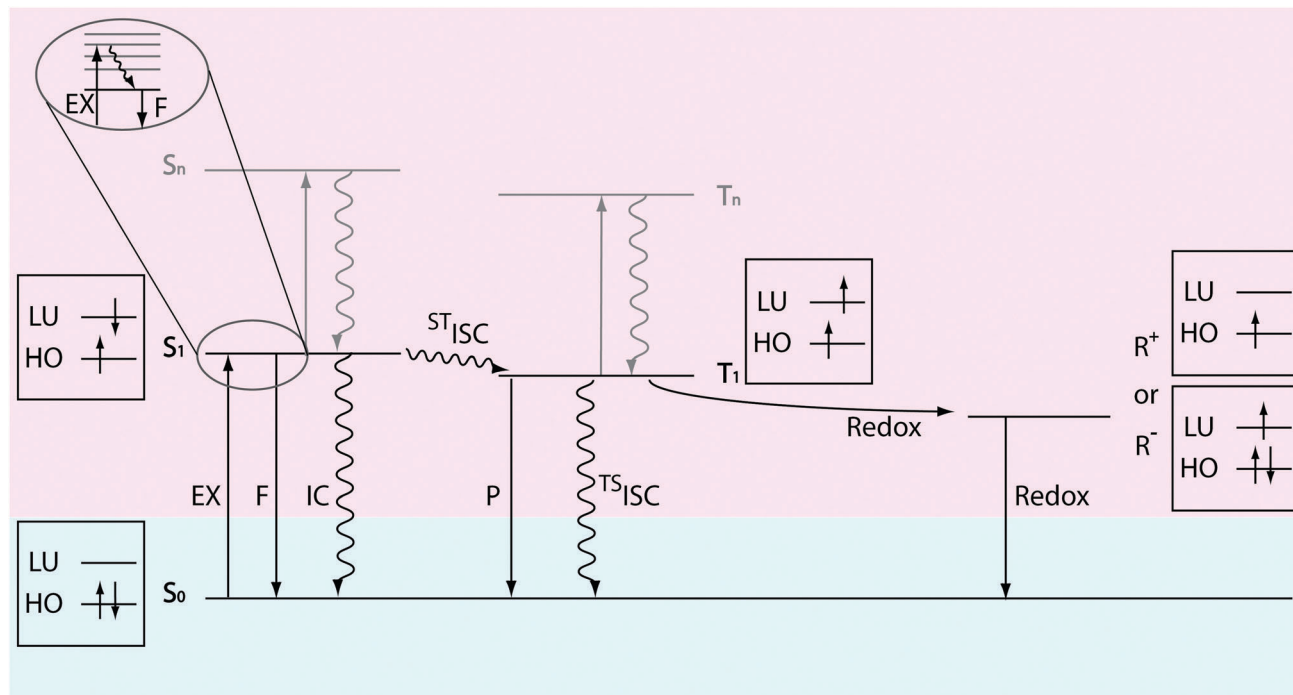 EX F
Sₙ
Tₙ
LU
HO
S₁
ˢᵀISC
LU
HO
T₁
LU
HO
R⁺
or
R⁻
LU
HO
Redox
EX
F
IC
P
ᵀˢISC
Redox
LU
HO
S₀